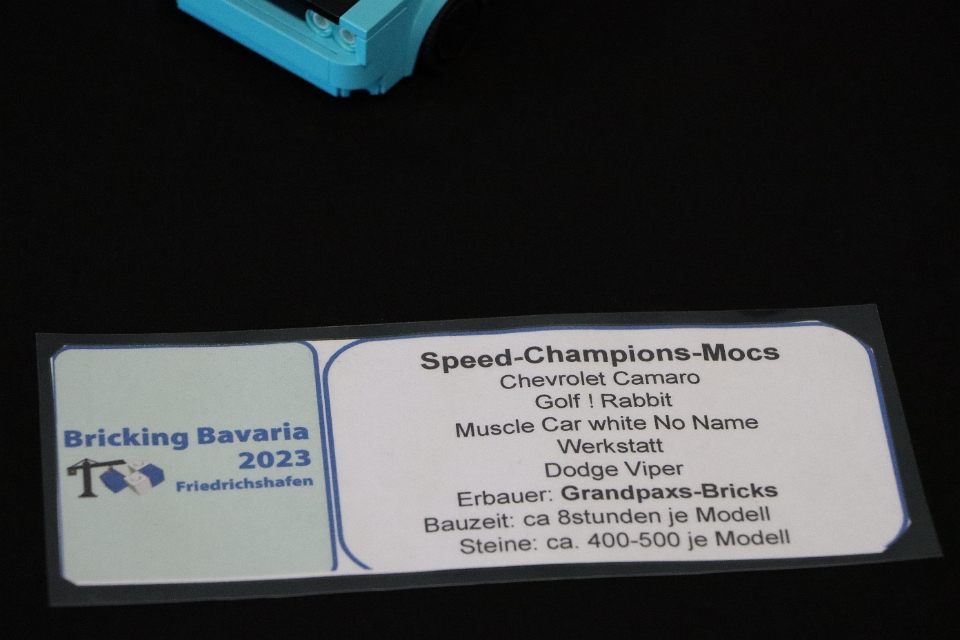 Bricking Bavaria
2023
Friedrichshafen
Speed-Champions-Mocs
Chevrolet Camaro
Golf ! Rabbit
Muscle Car white No Name
Werkstatt
Dodge Viper
Erbauer: Grandpaxs-Bricks
Bauzeit: ca 8stunden je Modell
Steine: ca. 400-500 je Modell